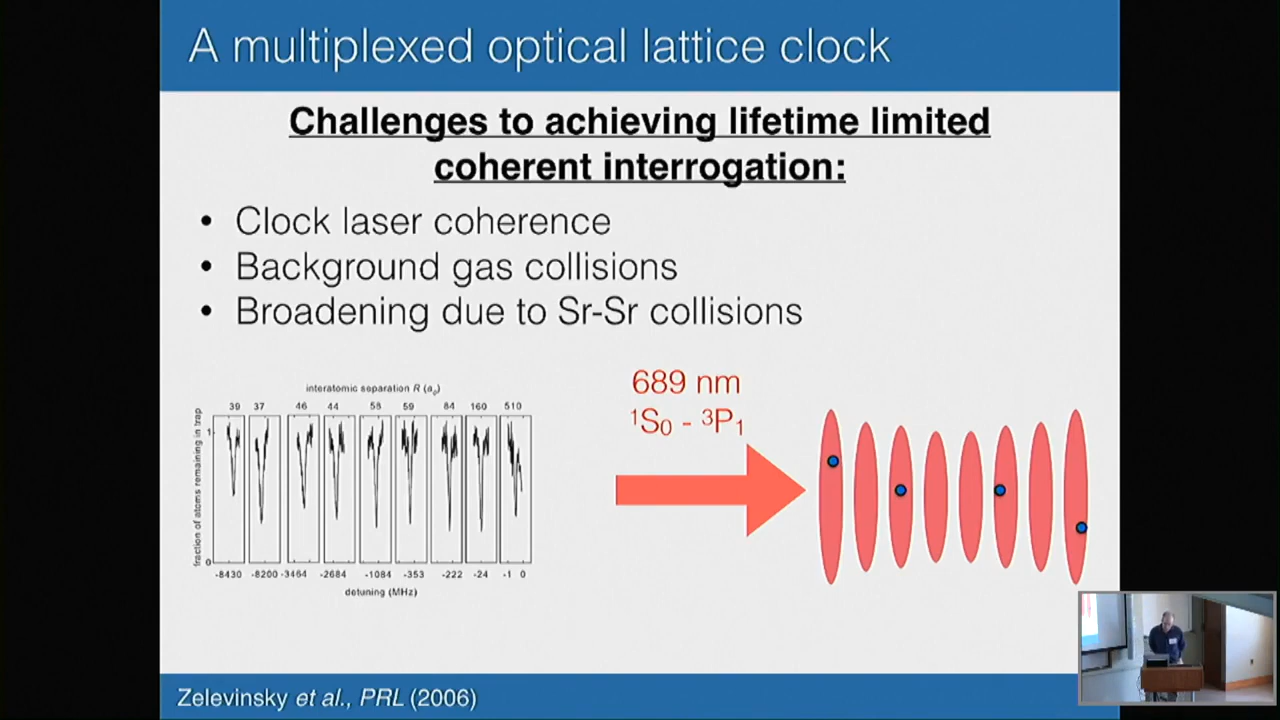 A multiplexed optical lattice clock
Challenges to achieving lifetime limited
coherent interrogation:
• Clock laser coherence
• Background gas collisions
• Broadening due to Sr-Sr collisions
interatomic separation R (a₀)
39 37 46 44 58 59 84 160 510
fraction of atoms remaining in trap
1
0
-8430 -8200 -3464 -2684 -1084 -353 -222 -24 -1 0
detuning (MHz)
689 nm
¹S₀ - ³P₁
Zelevinsky et al., PRL (2006)